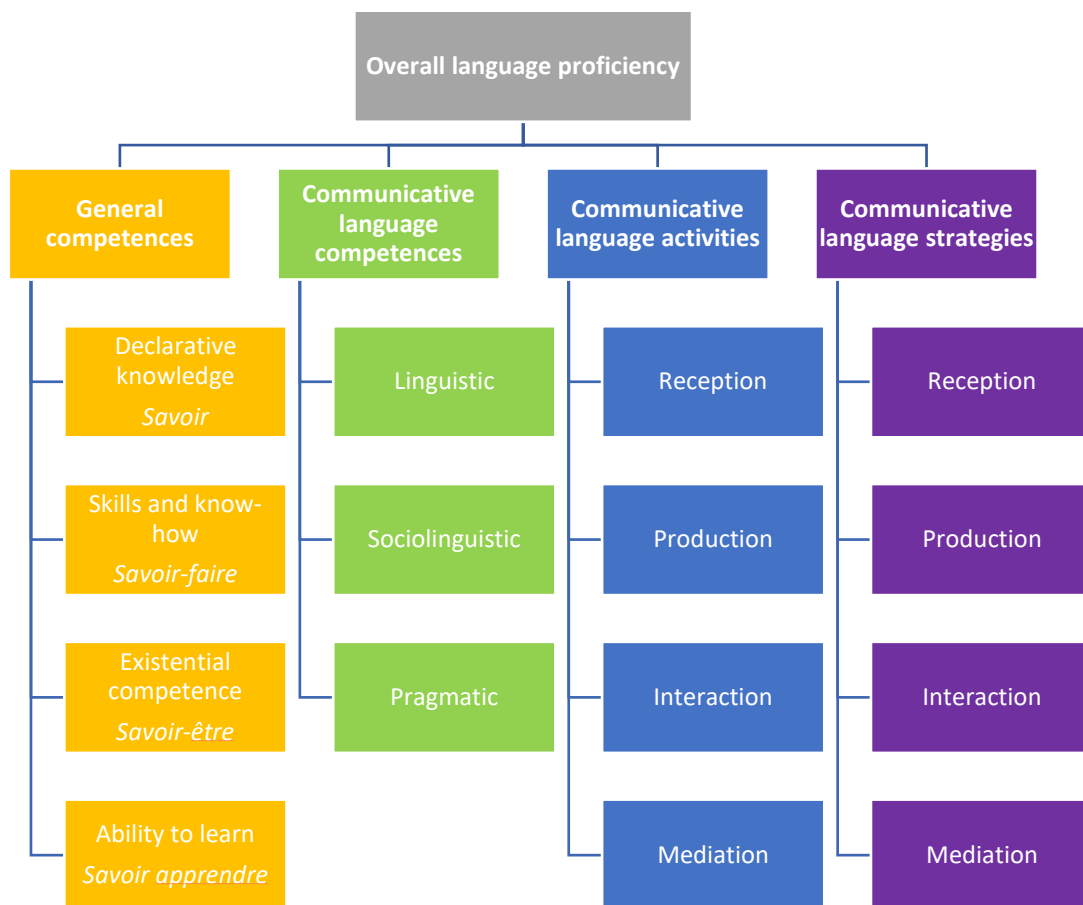 Overall language proficiency
General
competences
Declarative
knowledge
Savoir
Skills and know-
how
Savoir-faire
Existential
competence
Savoir-être
Ability to learn
Savoir apprendre
Communicative
language
competences
Linguistic
Sociolinguistic
Pragmatic
Communicative
language activities
Reception
Production
Interaction
Mediation
Communicative
language strategies
Reception
Production
Interaction
Mediation